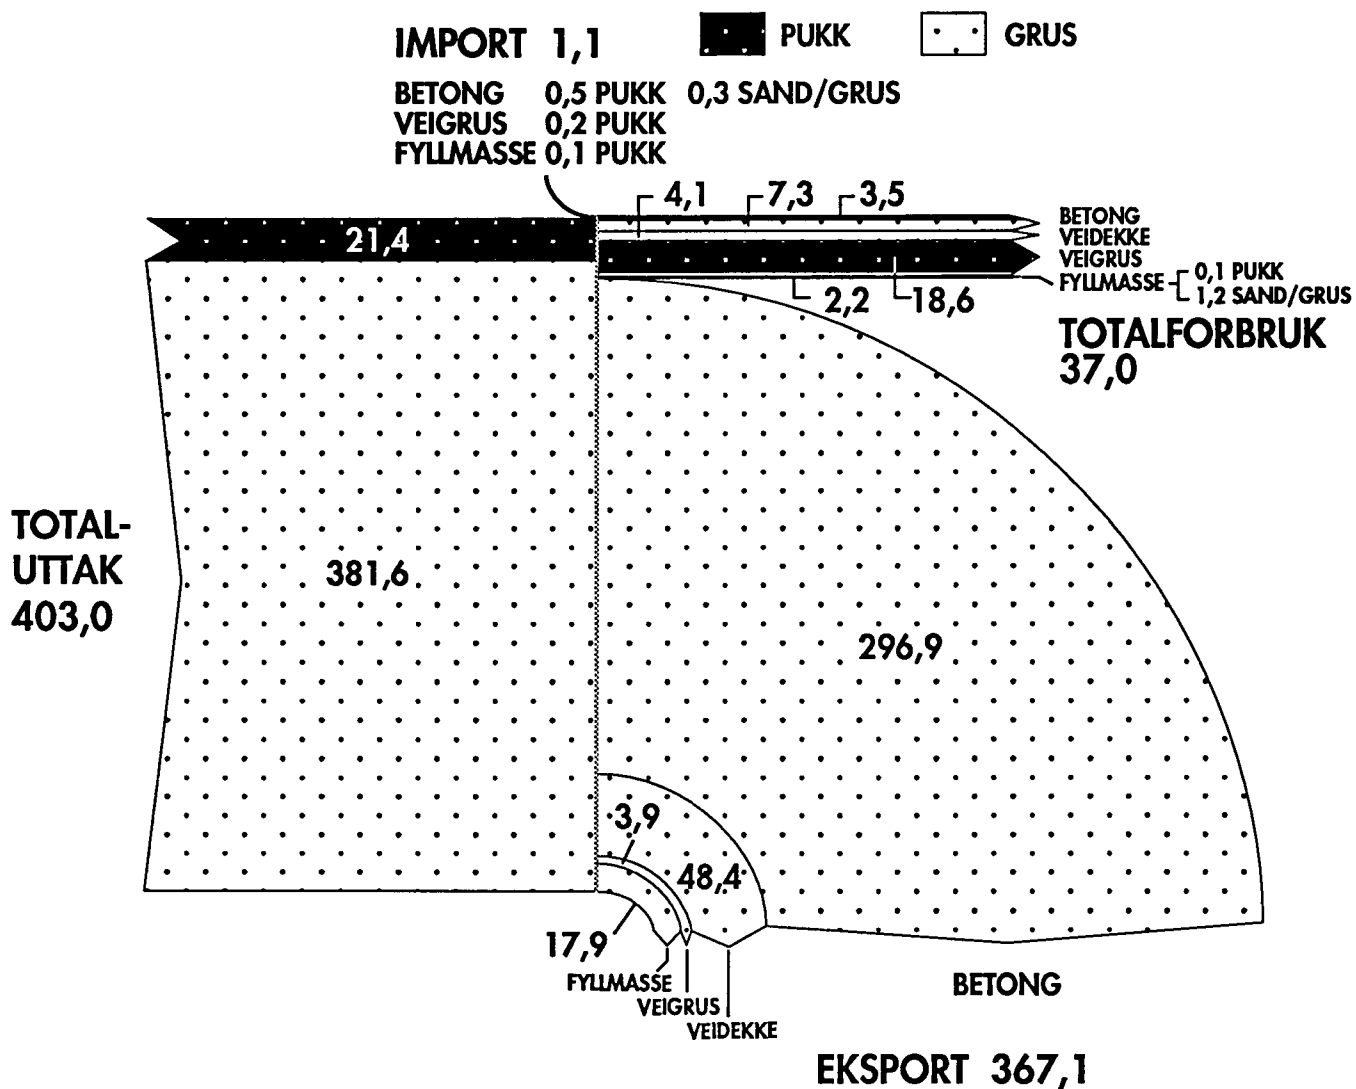 IMPORT 1,1
PUKK
GRUS
BETONG 0,5 PUKK 0,3 SAND/GRUS
VEIGRUS 0,2 PUKK
FYLLMASSE 0,1 PUKK
4,1
7,3
3,5
21,4
BETONG
VEIDEKKE
VEIGRUS
FYLLMASSE
0,1 PUKK
1,2 SAND/GRUS
2,2
18,6
TOTALFORBRUK
37,0
TOTAL-
UTTAK
403,0
381,6
296,9
3,9
48,4
17,9
FYLLMASSE
VEIGRUS
VEIDEKKE
BETONG
EKSPORT 367,1